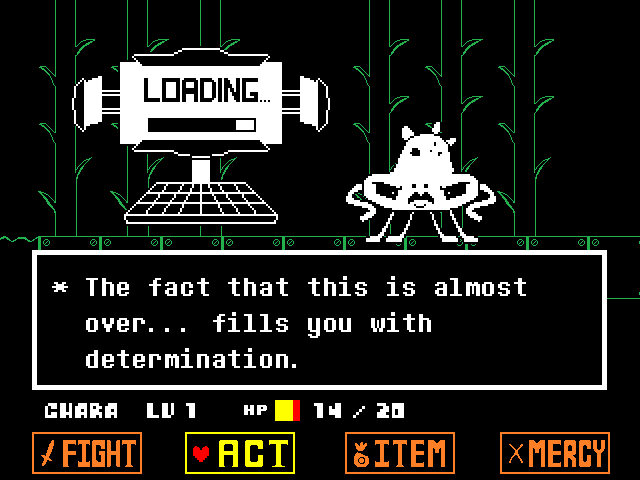 LOADING...
* The fact that this is almost
over... fills you with
determination.
CHARA LV 1 HP 14 / 20
FIGHT ACT ITEM MERCY